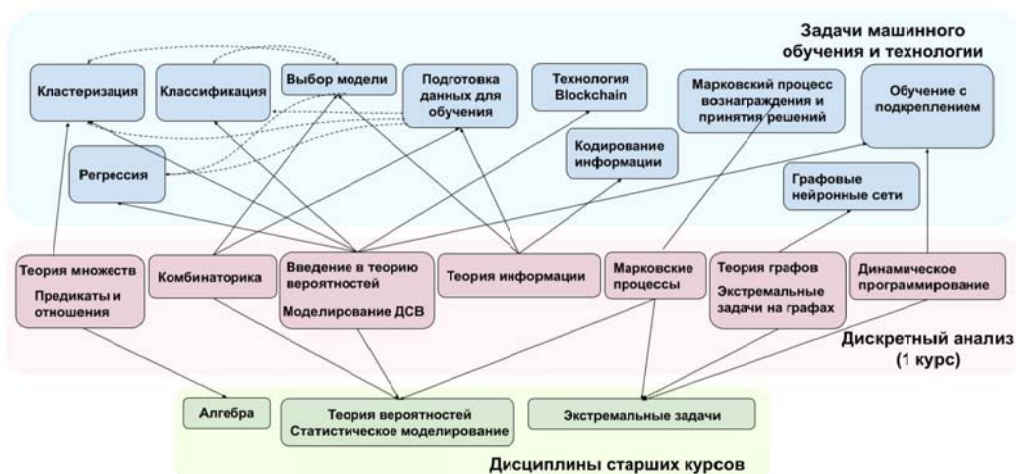 Задачи машинного
обучения и технологии
Кластеризация
Классификация
Выбор модели
Подготовка
данных для
обучения
Технология
Blockchain
Марковский процесс
вознаграждения и
принятия решений
Обучение с
подкреплением
Кодирование
информации
Регрессия
Графовые
нейронные сети
Теория множеств
Предикаты и
отношения
Комбинаторика
Введение в теорию
вероятностей
Моделирование ДСВ
Теория информации
Марковские
процессы
Теория графов
Экстремальные
задачи на графах
Динамическое
программирование
Дискретный анализ
(1 курс)
Алгебра
Теория вероятностей
Статистическое моделирование
Экстремальные задачи
Дисциплины старших курсов